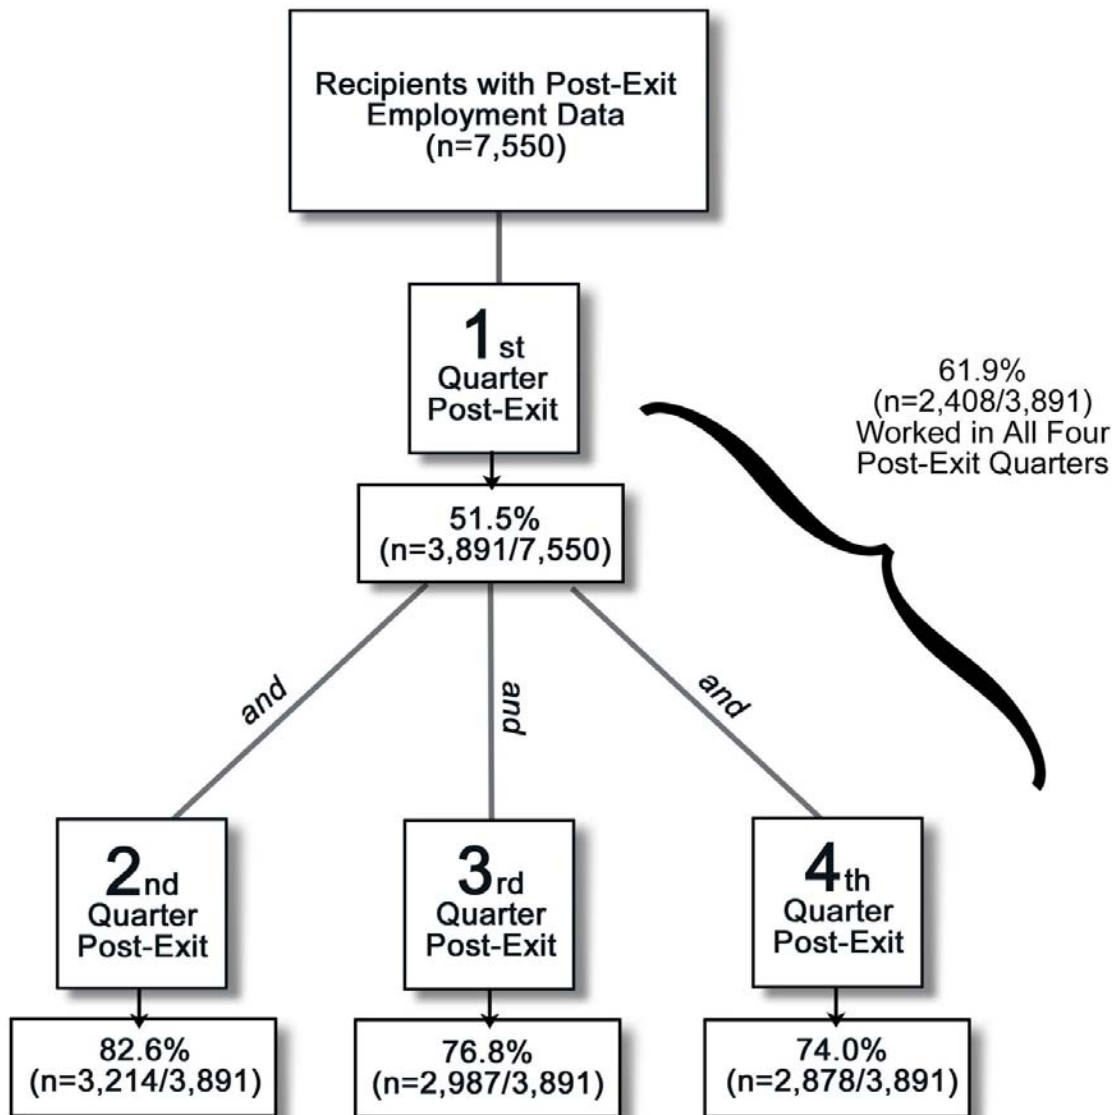 Recipients with Post-Exit
Employment Data
(n=7,550)
1st
Quarter
Post-Exit
61.9%
(n=2,408/3,891)
Worked in All Four
Post-Exit Quarters
51.5%
(n=3,891/7,550)
and
and
and
2nd
Quarter
Post-Exit
3rd
Quarter
Post-Exit
4th
Quarter
Post-Exit
82.6%
(n=3,214/3,891)
76.8%
(n=2,987/3,891)
74.0%
(n=2,878/3,891)